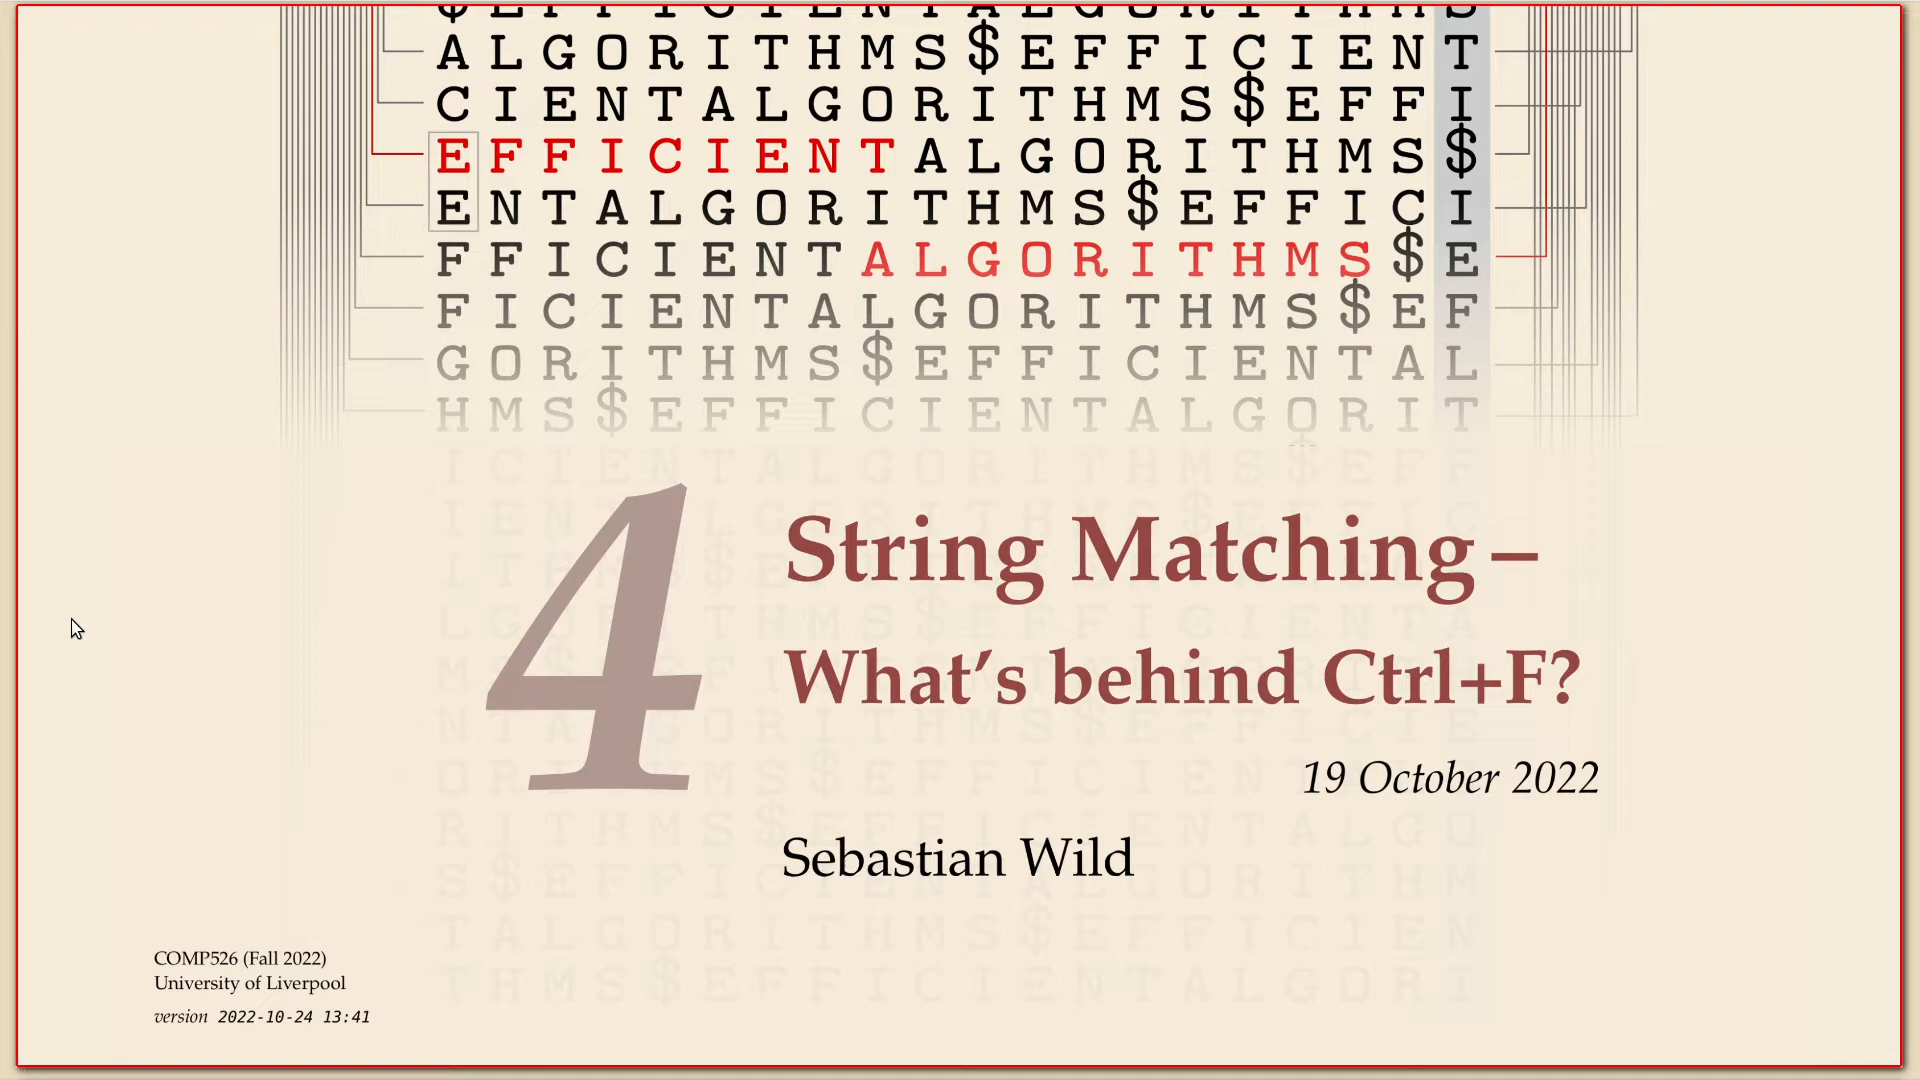 A L G O R I T H M S $ E F F I C I E N T
C I E N T A L G O R I T H M S $ E F F I
E F F I C I E N T A L G O R I T H M S $
E N T A L G O R I T H M S $ E F F I C I
F F I C I E N T A L G O R I T H M S $ E
F I C I E N T A L G O R I T H M S $ E F
G O R I T H M S $ E F F I C I E N T A L
H M S $ E F F I C I E N T A L G O R I T
I C I E N T A L G O R I T H M S $ E F F
4
String Matching –
What's behind Ctrl+F?
19 October 2022
Sebastian Wild
S $ E F F I C I E N T A L G O R I T H M
T A L G O R I T H M S $ E F F I C I E N
T H M S $ E F F I C I E N T A L G O R I
COMP526 (Fall 2022)
University of Liverpool
version 2022-10-24 13:41